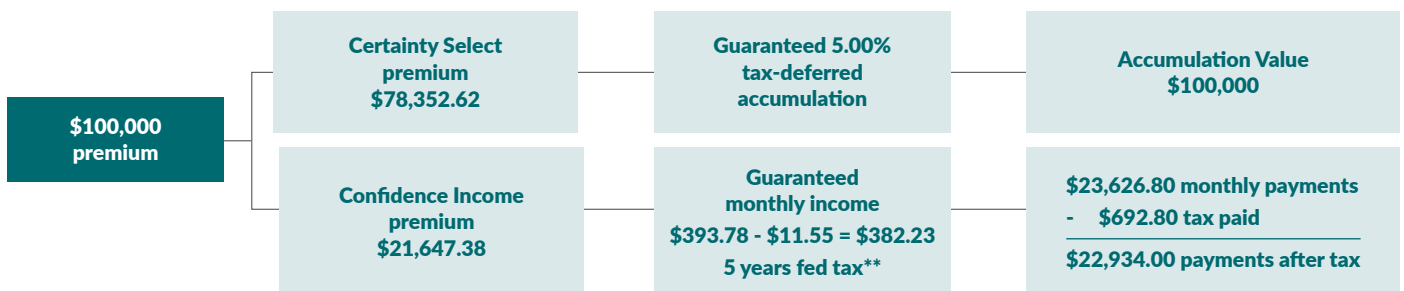 $100,000
premium
Certainty Select
premium
$78,352.62
Guaranteed 5.00%
tax-deferred
accumulation
Accumulation Value
$100,000
Confidence Income
premium
$21,647.38
Guaranteed
monthly income
$393.78 - $11.55 = $382.23
5 years fed tax**
$23,626.80 monthly payments
- $692.80 tax paid
$22,934.00 payments after tax